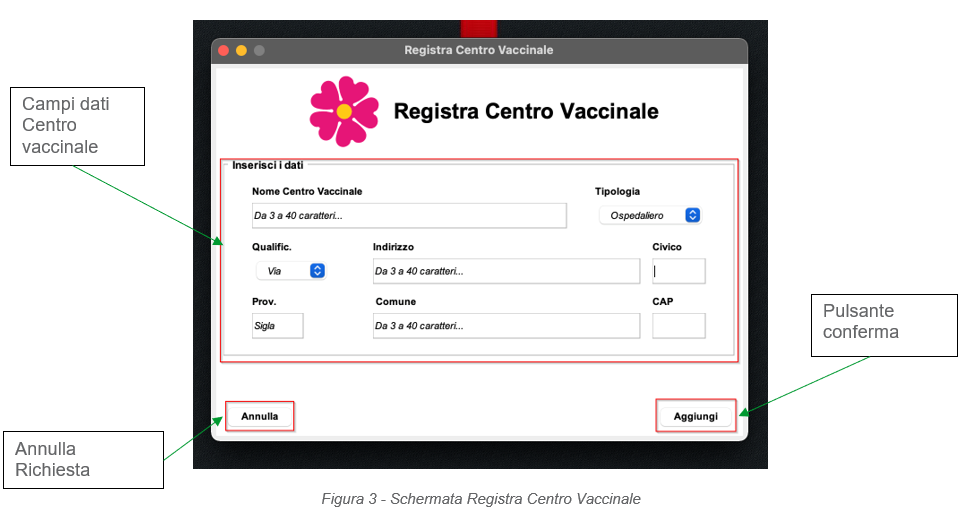 Registra Centro Vaccinale
Campi dati
Centro
vaccinale
Registra Centro Vaccinale
Inserisci i dati
Nome Centro Vaccinale
Tipologia
Da 3 a 40 caratteri...
Ospedaliero
Qualific.
Indirizzo
Civico
Via
Da 3 a 40 caratteri...
Prov.
Comune
CAP
Sigla
Da 3 a 40 caratteri...
Pulsante
conferma
Annulla
Aggiungi
Annulla
Richiesta
Figura 3 - Schermata Registra Centro Vaccinale